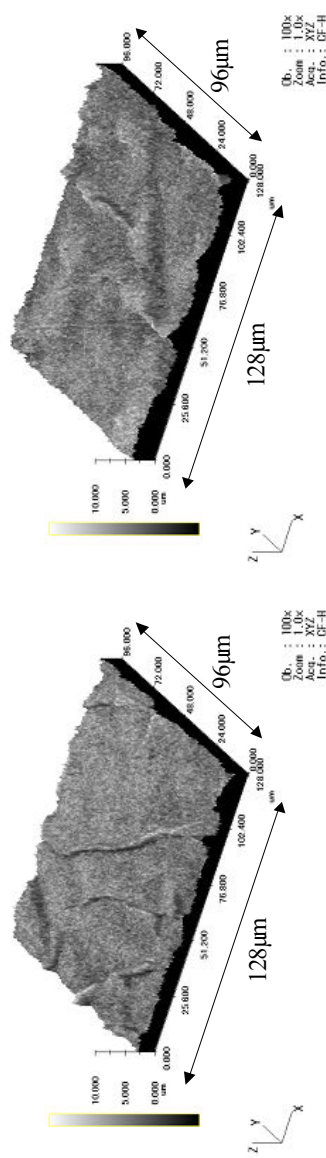 10.000
5.000
0.000
um
0.000
25.600
51.200
76.800
102.400
128.000
um
0.000
24.000
48.000
72.000
96.000
128μm
96μm
Z
Y
X
Ob. : 100x
Zoom : 1.0x
Acq. : XYZ
Info.: CF-H
10.000
5.000
0.000
um
0.000
25.600
51.200
76.800
102.400
128.000
um
0.000
24.000
48.000
72.000
96.000
128μm
96μm
Z
Y
X
Ob. : 100x
Zoom : 1.0x
Acq. : XYZ
Info.: CF-H